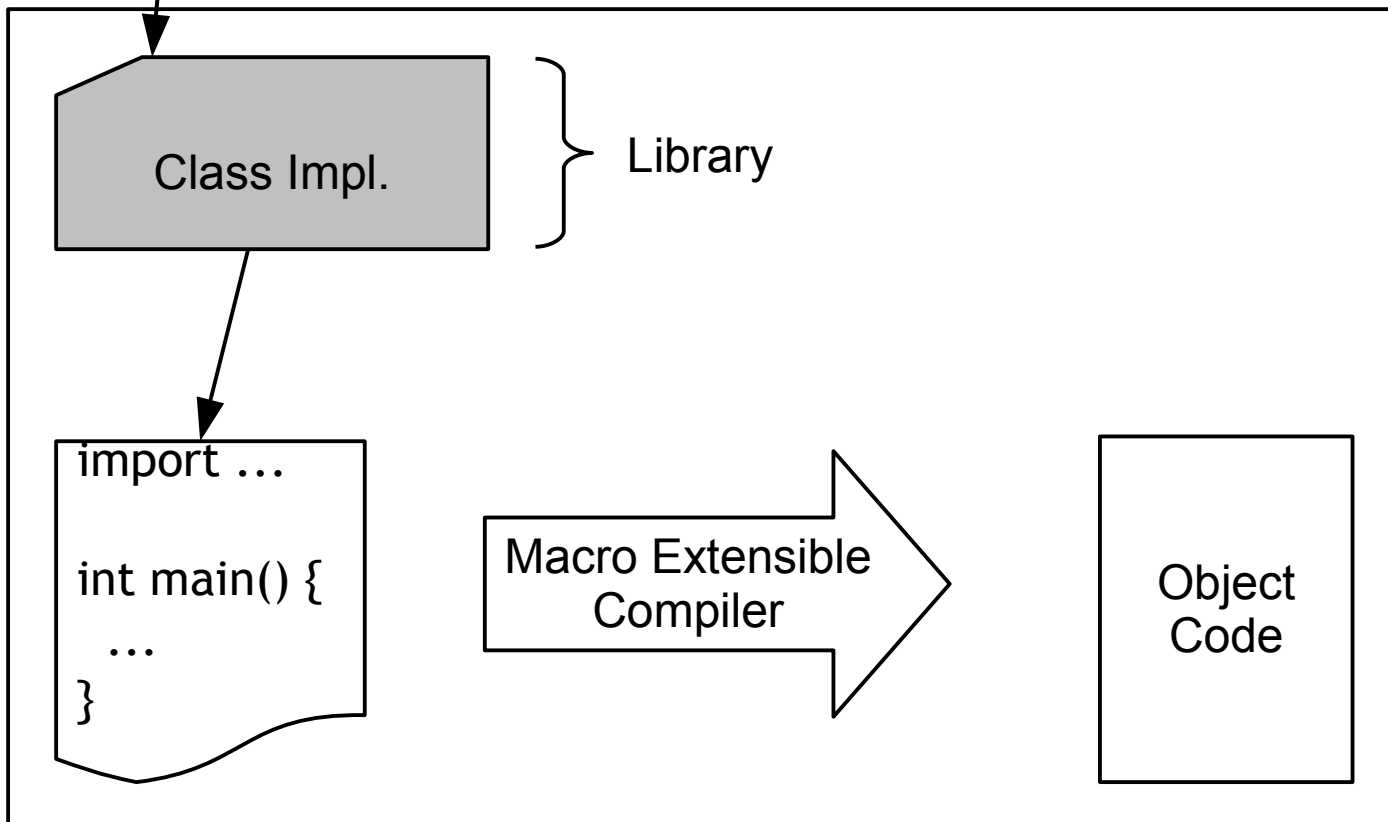 Class Impl.
Library
import …
int main() {
…
}
Macro Extensible
Compiler
Object
Code